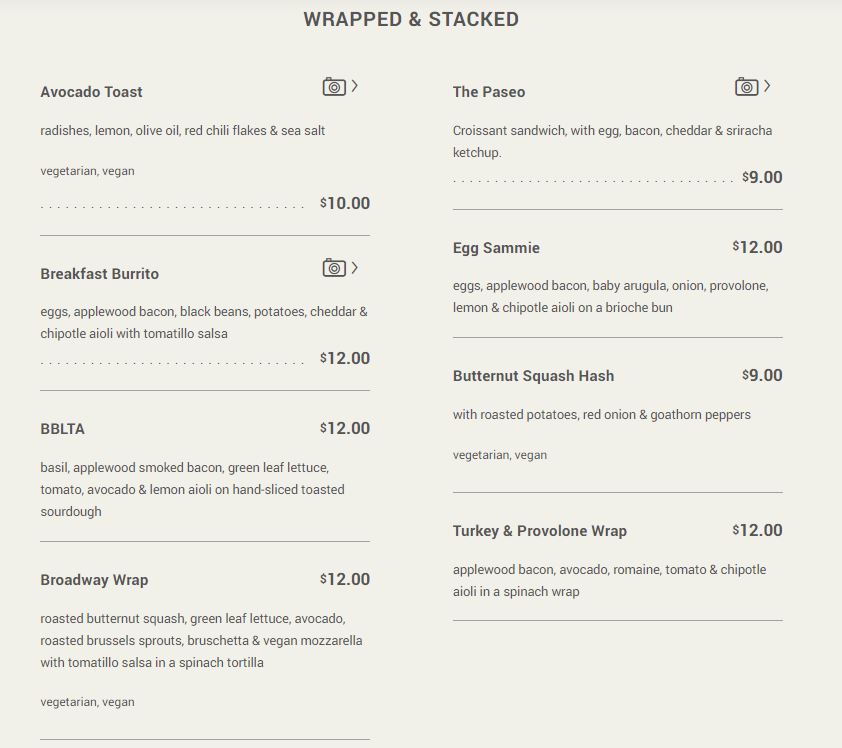 WRAPPED & STACKED
Avocado Toast
radishes, lemon, olive oil, red chili flakes & sea salt
vegetarian, vegan
. . . . . . . . . . . . . . . . . . . . . . . . . . . . . . . . $10.00
Breakfast Burrito
eggs, applewood bacon, black beans, potatoes, cheddar &
chipotle aioli with tomatillo salsa
. . . . . . . . . . . . . . . . . . . . . . . . . . . . . . . . $12.00
BBLTA $12.00
basil, applewood smoked bacon, green leaf lettuce,
tomato, avocado & lemon aioli on hand-sliced toasted
sourdough
Broadway Wrap $12.00
roasted butternut squash, green leaf lettuce, avocado,
roasted brussels sprouts, bruschetta & vegan mozzarella
with tomatillo salsa in a spinach tortilla
vegetarian, vegan
The Paseo
Croissant sandwich, with egg, bacon, cheddar & sriracha
ketchup.
. . . . . . . . . . . . . . . . . . . . . . . . . . . . . . . . . . $9.00
Egg Sammie $12.00
eggs, applewood bacon, baby arugula, onion, provolone,
lemon & chipotle aioli on a brioche bun
Butternut Squash Hash $9.00
with roasted potatoes, red onion & goathorn peppers
vegetarian, vegan
Turkey & Provolone Wrap $12.00
applewood bacon, avocado, romaine, tomato & chipotle
aioli in a spinach wrap